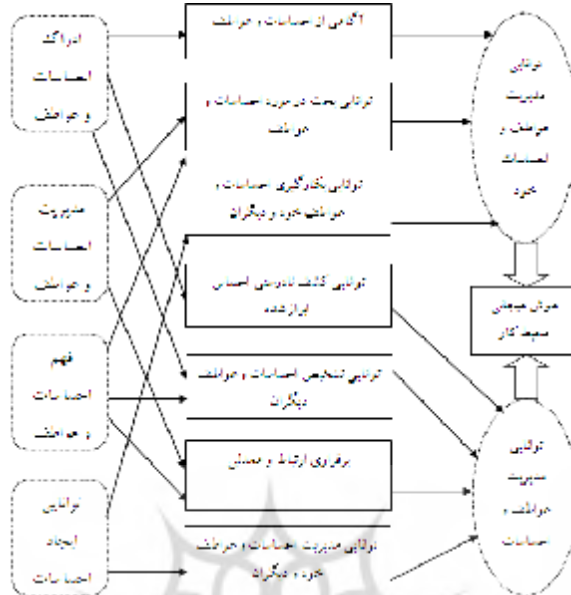 ادراک
احساسات
و عواطف
مدیریت
احساسات
و عواطف
فهم
احساسات
و عواطف
توانایی
ایجاد
احساسات
آگاهی از احساسات و عواطف
توانایی بحث در مورد احساسات و
عواطف
توانایی بکارگیری احساسات و
عواطف خود و دیگران
توانایی کشف نادرستی احساس
ابراز شده
توانایی تشخیص احساسات و عواطف
دیگران
برقراری ارتباط و همدلی
توانایی مدیریت احساسات و عواطف
خود و دیگران
توانایی
مدیریت
عواطف و
احساسات
خود
هوش هیجانی
محیط کار
توانایی
مدیریت
عواطف و
احساسات